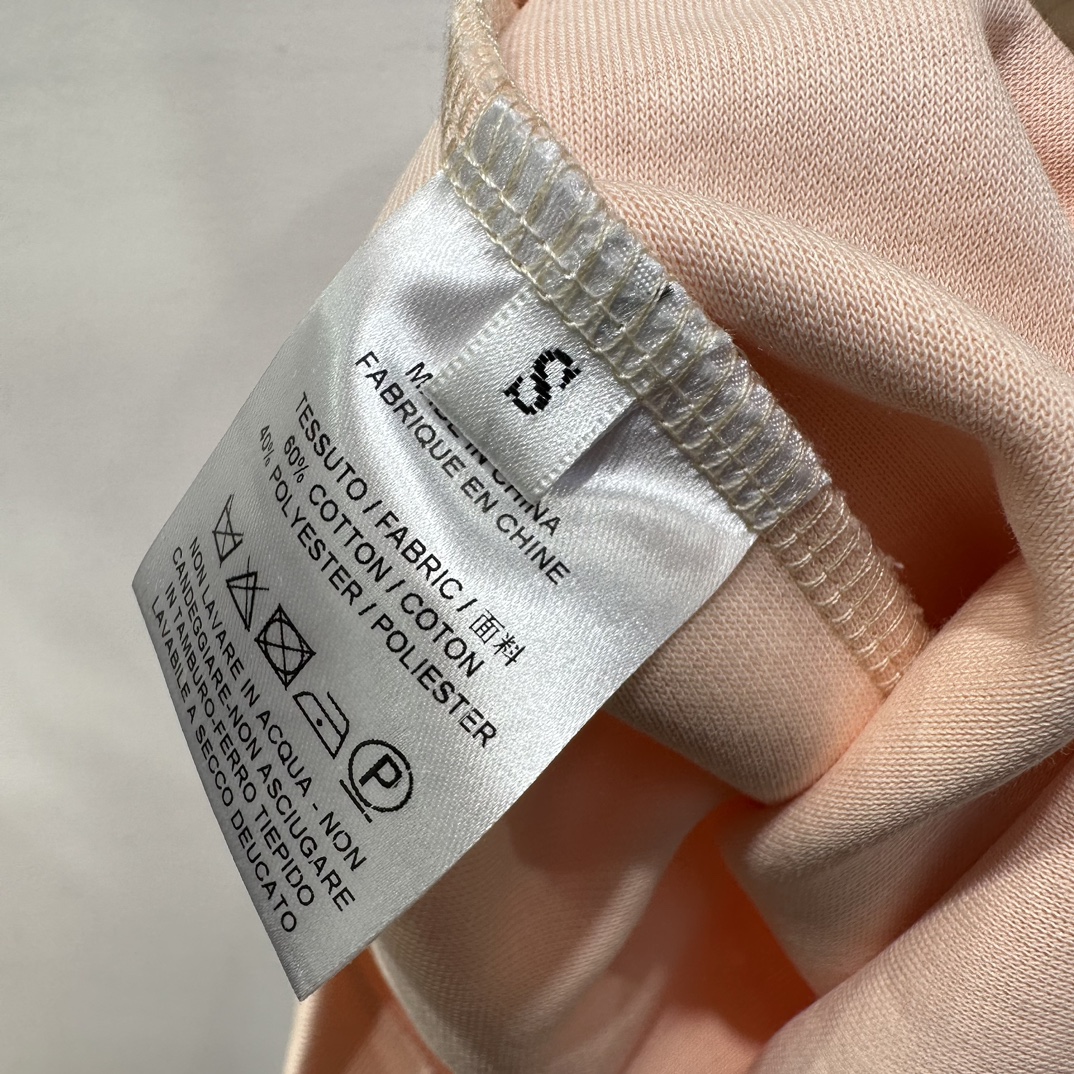 S
MADE IN CHINA
FABRIQUE EN CHINE
TESSUTO / FABRIC / 面料
60% COTTON / COTON
40% POLYESTER / POLIESTER
P
NON LAVARE IN ACQUA - NON
CANDEGGIARE-NON ASCIUGARE
IN TAMBURO-FERRO TIEPIDO
LAVABILE A SECCO DEUCATO